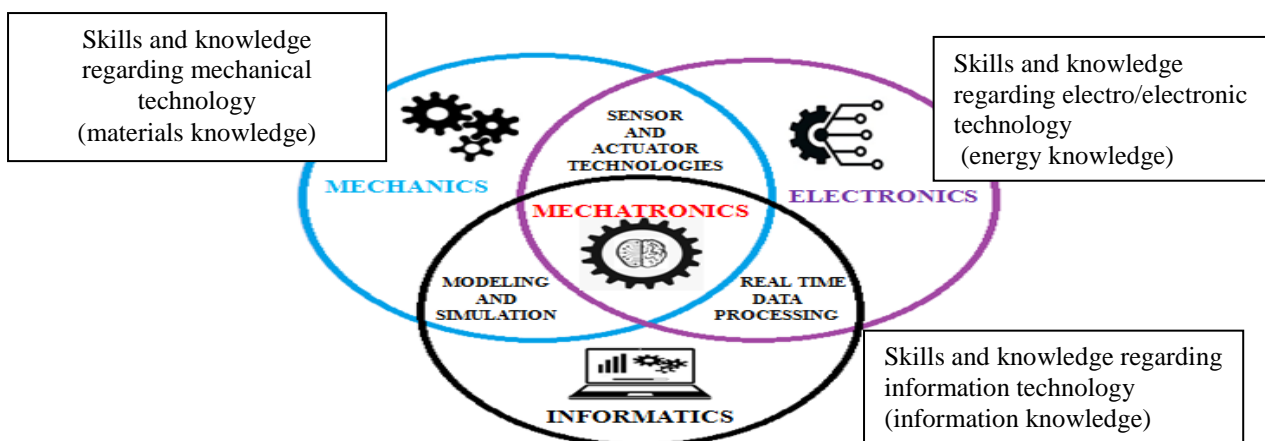 Skills and knowledge
regarding mechanical
technology
(materials knowledge)
Skills and knowledge
regarding electro/electronic
technology
(energy knowledge)
SENSOR
AND
ACTUATOR
TECHNOLOGIES
MECHANICS
ELECTRONICS
MECHATRONICS
MODELING
AND
SIMULATION
REAL TIME
DATA
PROCESSING
INFORMATICS
Skills and knowledge regarding
information technology
(information knowledge)